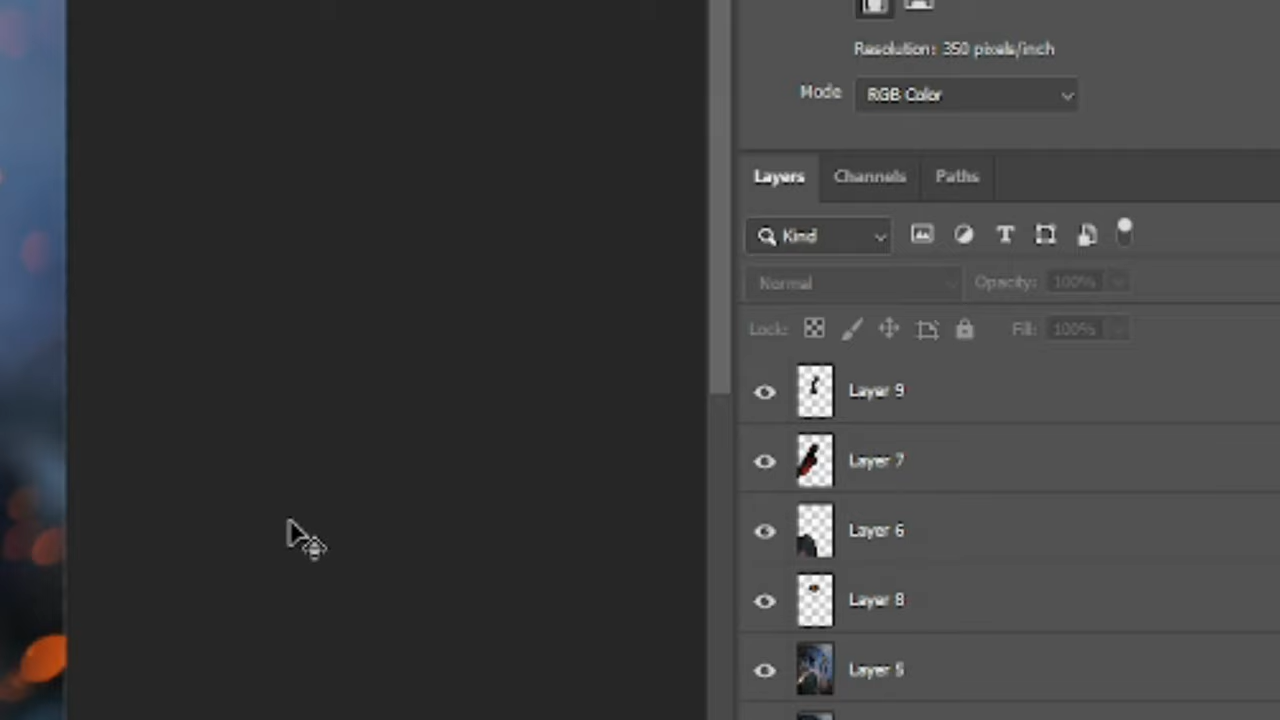 Resolution: 350 pixels/inch
Mode RGB Color
Layers Channels Paths
Kind
Normal Opacity: 100%
Lock: Fill: 100%
Layer 9
Layer 7
Layer 6
Layer 8
Layer 5